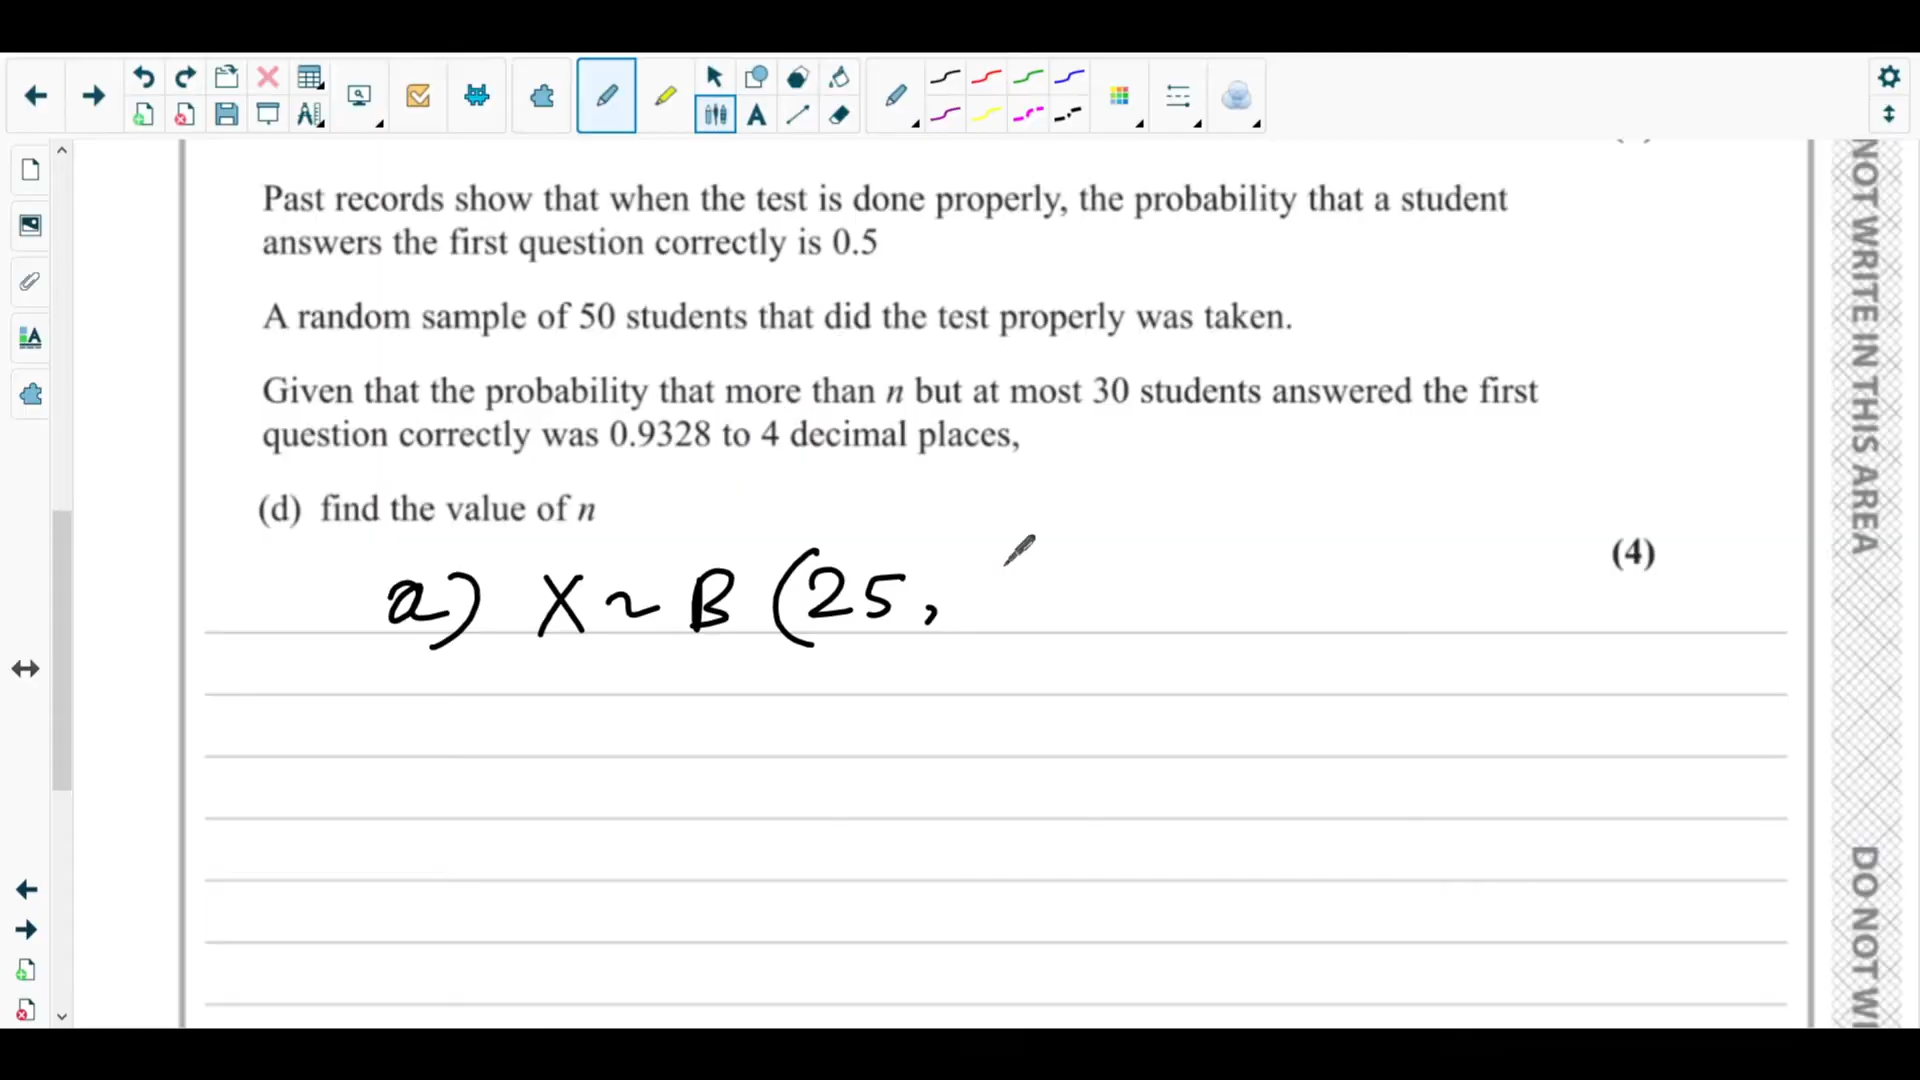 Past records show that when the test is done properly, the probability that a student
answers the first question correctly is 0.5
A random sample of 50 students that did the test properly was taken.
Given that the probability that more than n but at most 30 students answered the first
question correctly was 0.9328 to 4 decimal places,
(d) find the value of n
(4)
a) X ~ B (25,
NOT WRITE IN THIS AREA
DO NOT WI